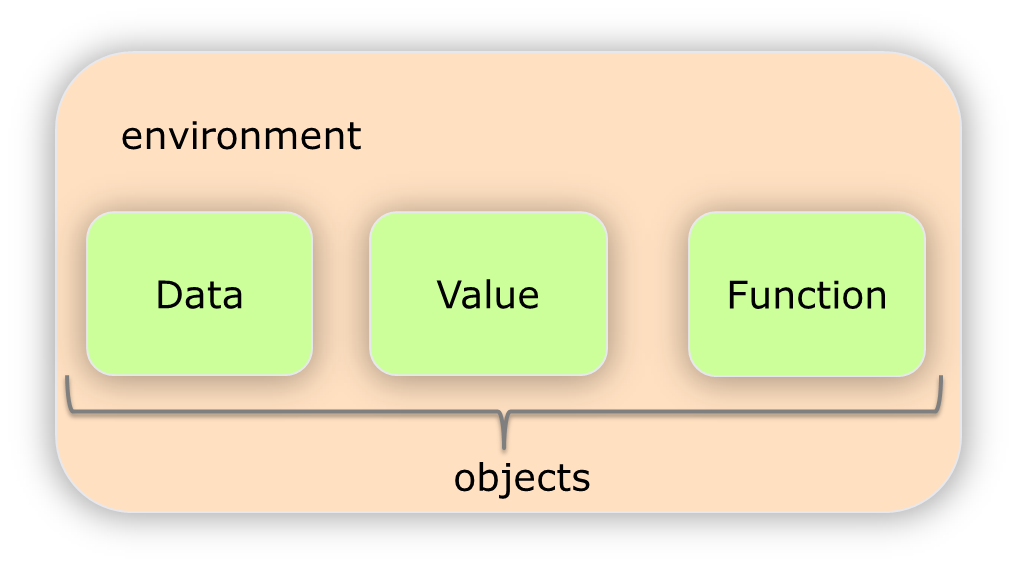 environment
Data
Value
Function
objects